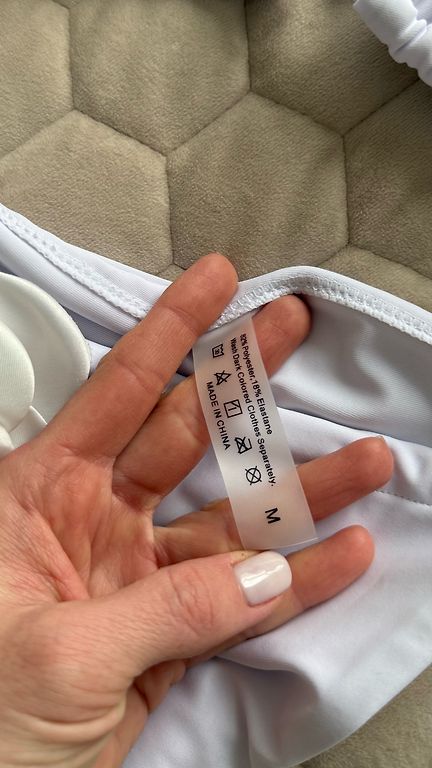 82% Polyester.18% Elastane
Wash Dark Colored Clothes Separately.
MADE IN CHINA
M